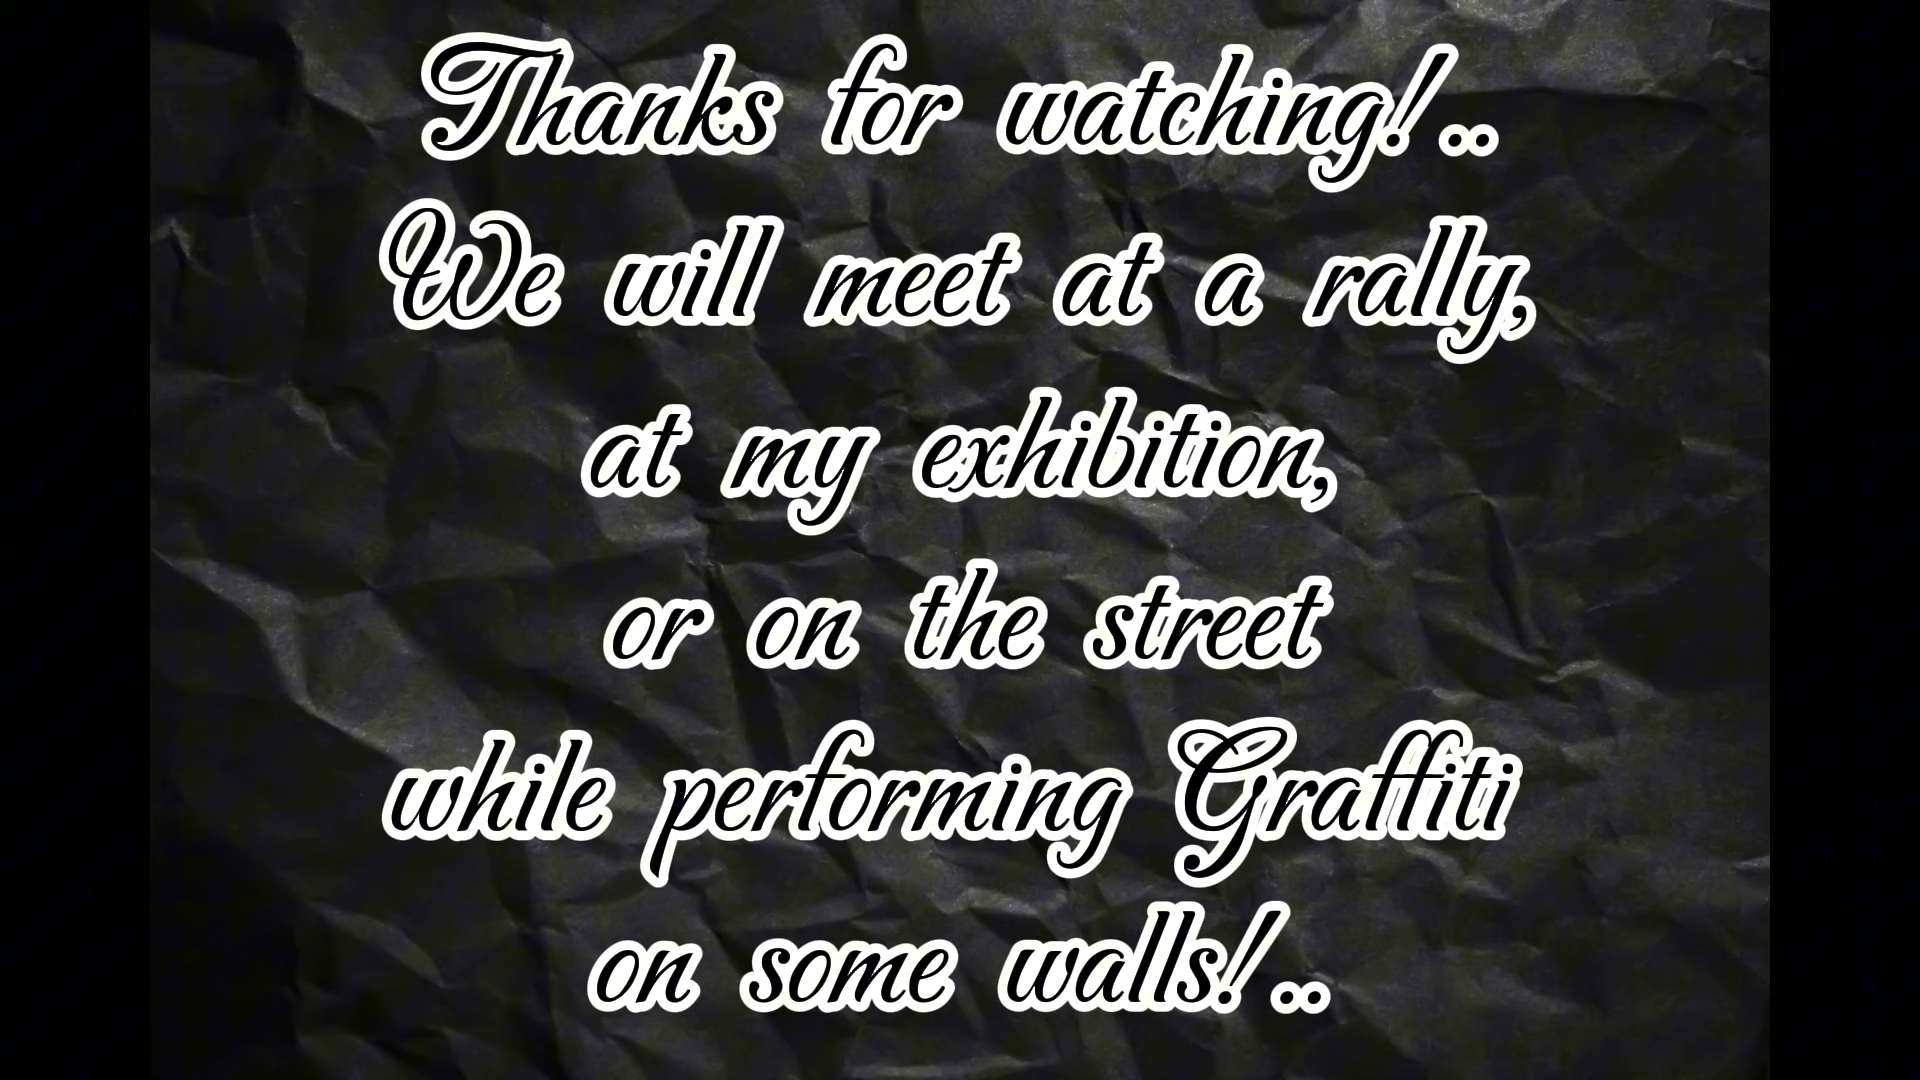 Thanks for watching!..
We will meet at a rally,
at my exhibition,
or on the street
while performing Graffiti
on some walls!..